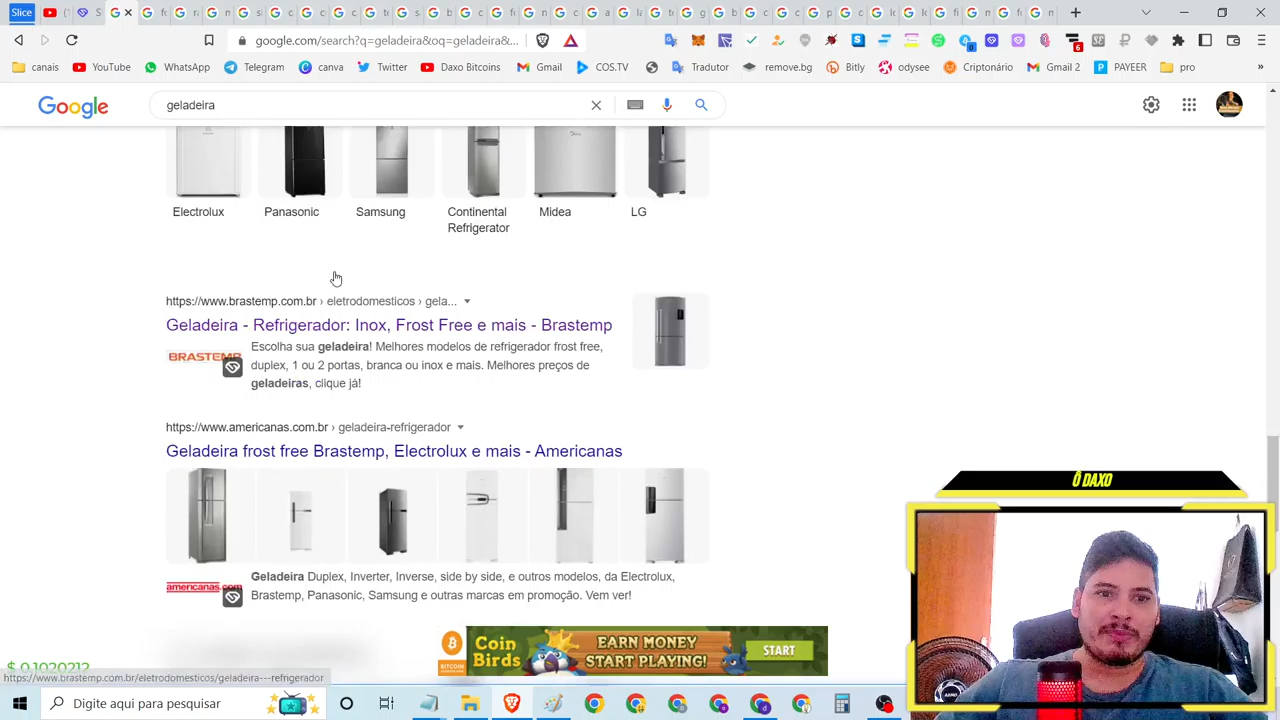 Slice
google.com/search?q=geladeira&oq=geladeira&...
canais YouTube WhatsApp Telegram canva Twitter Daxo Bitcoins Gmail COS.TV Tradutor remove.bg Bitly odysee Criptonário Gmail 2 PAYEER pro »
Google
geladeira
Electrolux Panasonic Samsung Continental Refrigerator Midea LG
https://www.brastemp.com.br › eletrodomesticos › gela...
Geladeira - Refrigerador: Inox, Frost Free e mais - Brastemp
BRASTEMP
Escolha sua geladeira! Melhores modelos de refrigerador frost free,
duplex, 1 ou 2 portas, branca ou inox e mais. Melhores preços de
geladeiras, clique já!
https://www.americanas.com.br › geladeira-refrigerador
Geladeira frost free Brastemp, Electrolux e mais - Americanas
americanas.com
Geladeira Duplex, Inverter, Inverse, side by side, e outros modelos, da Electrolux,
Brastemp, Panasonic, Samsung e outras marcas em promoção. Vem ver!
Ô DAXO
BITCOIN
Coin
Birds
EARN MONEY
START PLAYING!
START
$ 0.1020212
https://www.brastemp.com.br/eletrodomesticos/geladeira---refrigerador
Digite aqui para pesquisar